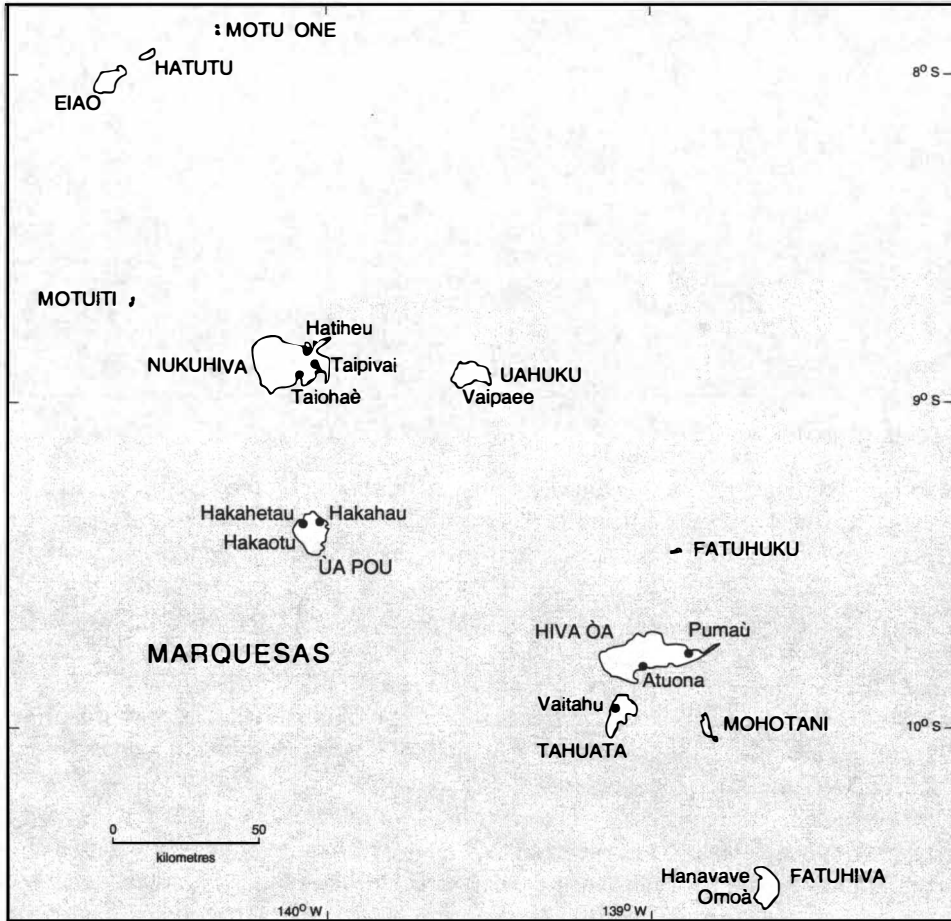 MOTU ONE
HATUTU
EIAO
8° S
MOTUITI
Hatiheu
NUKUHIVA
Taipivai
Taiohaè
UAHUKU
Vaipaee
9° S
Hakahetau
Hakahau
Hakaotu
ÙA POU
FATUHUKU
HIVA ÒA
Pumaù
MARQUESAS
Atuona
Vaitahu
MOHOTANI
10° S
TAHUATA
0 50
kilometres
Hanavave
FATUHIVA
Omoà
140° W
139° W